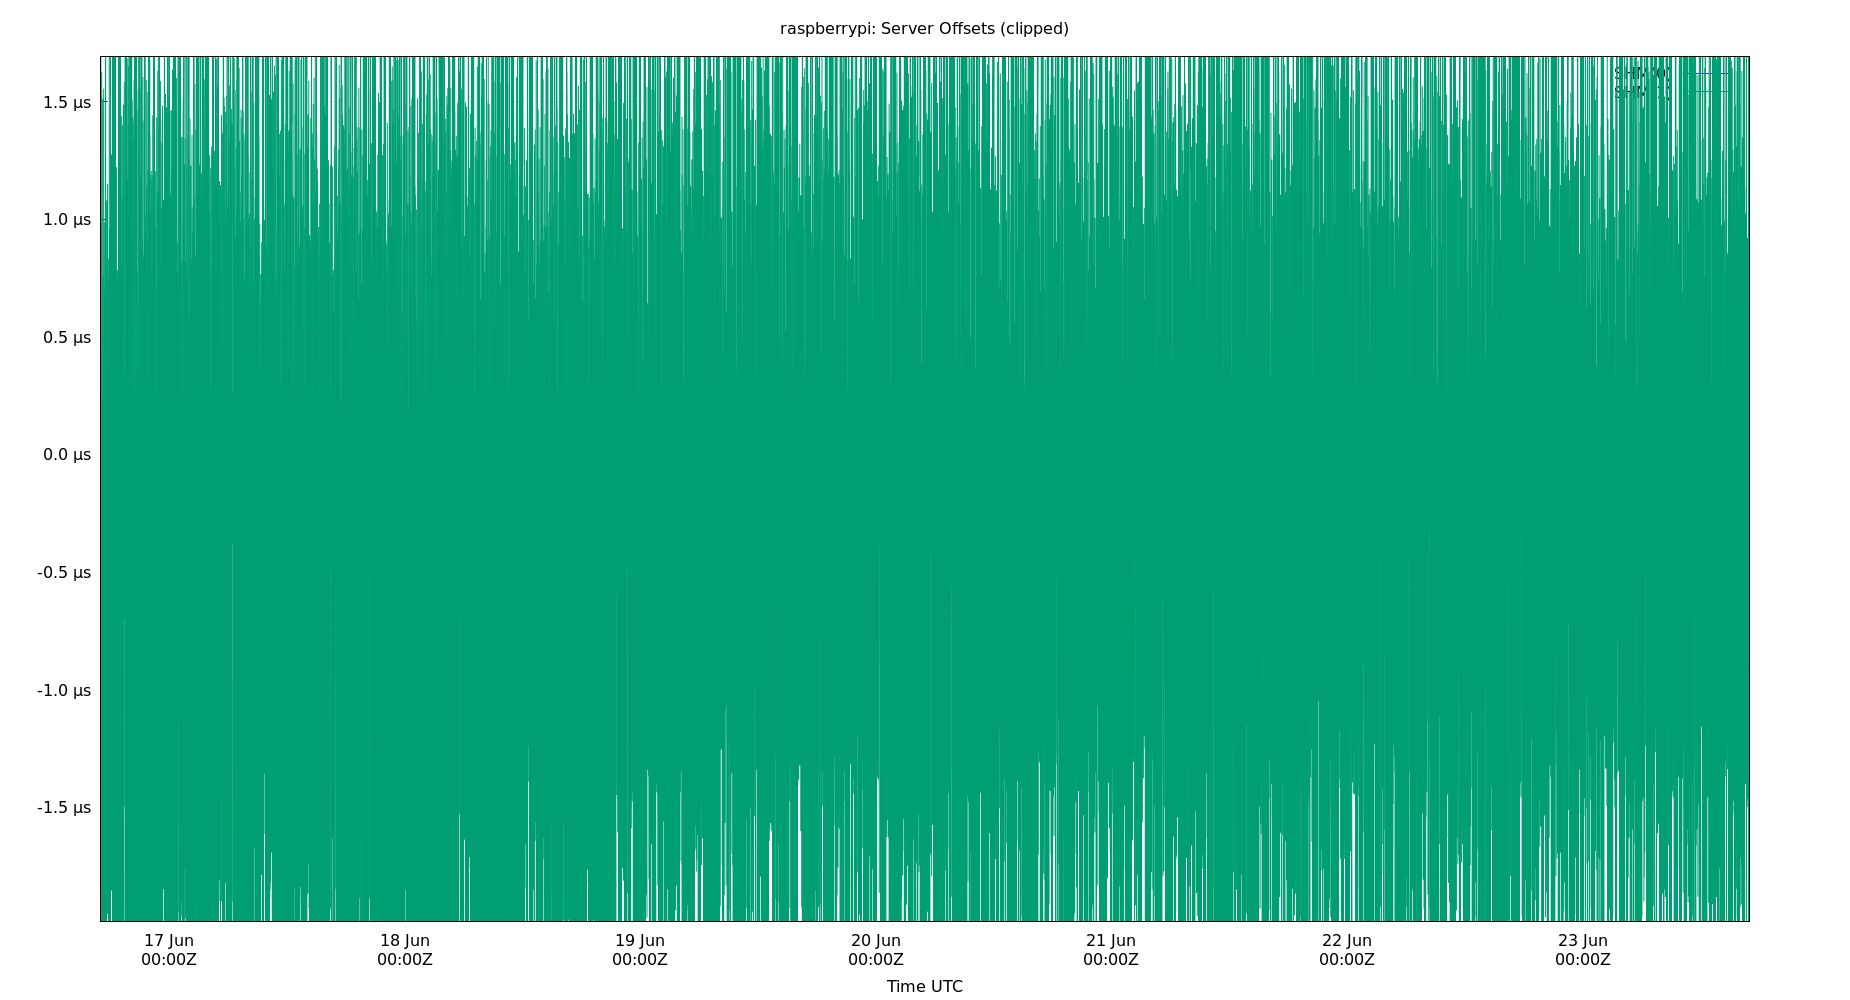 raspberrypi: Server Offsets (clipped)
1.5 µs
1.0 µs
0.5 µs
0.0 µs
-0.5 µs
-1.0 µs
-1.5 µs
17 Jun 18 Jun 19 Jun 20 Jun 21 Jun 22 Jun 23 Jun
00:00Z 00:00Z 00:00Z 00:00Z 00:00Z 00:00Z 00:00Z
Time UTC